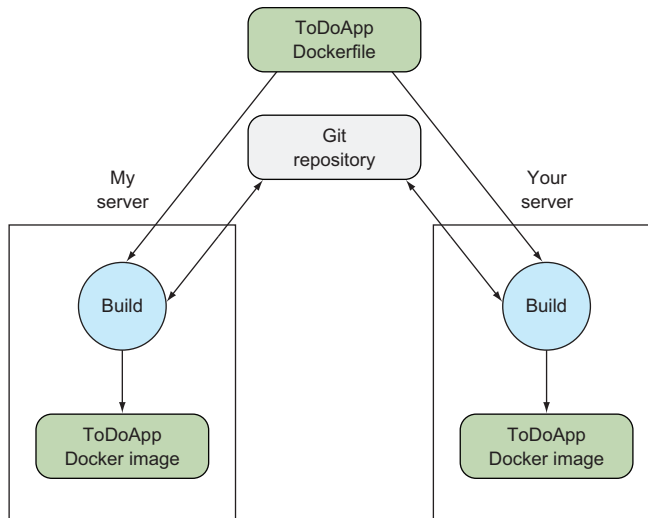 ToDoApp
Dockerfile
Git
repository
My
server
Your
server
Build
Build
ToDoApp
Docker image
ToDoApp
Docker image